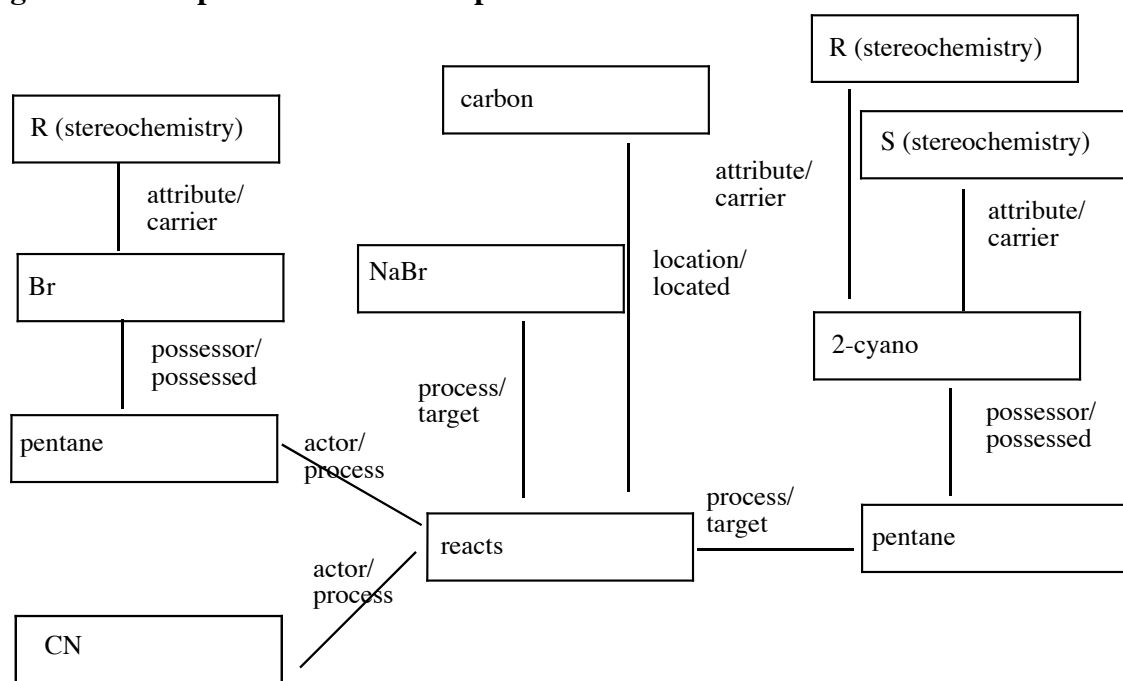 R (stereochemistry)
carbon
R (stereochemistry)
S (stereochemistry)
attribute/
carrier
attribute/
carrier
attribute/
carrier
Br
NaBr
location/
located
2-cyano
possessor/
possessed
process/
target
possessor/
possessed
pentane
actor/
process
process/
target
reacts
pentane
actor/
process
CN